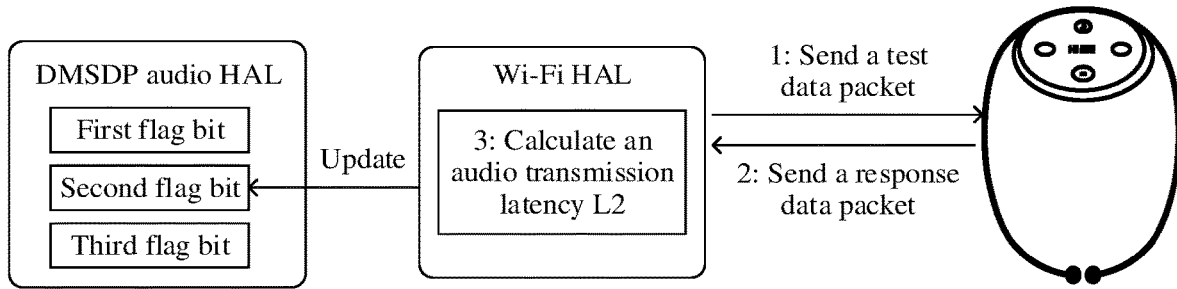 DMSDP audio HAL
First flag bit
Second flag bit
Third flag bit
Update
Wi-Fi HAL
3: Calculate an
audio transmission
latency L2
1: Send a test
data packet
2: Send a response
data packet